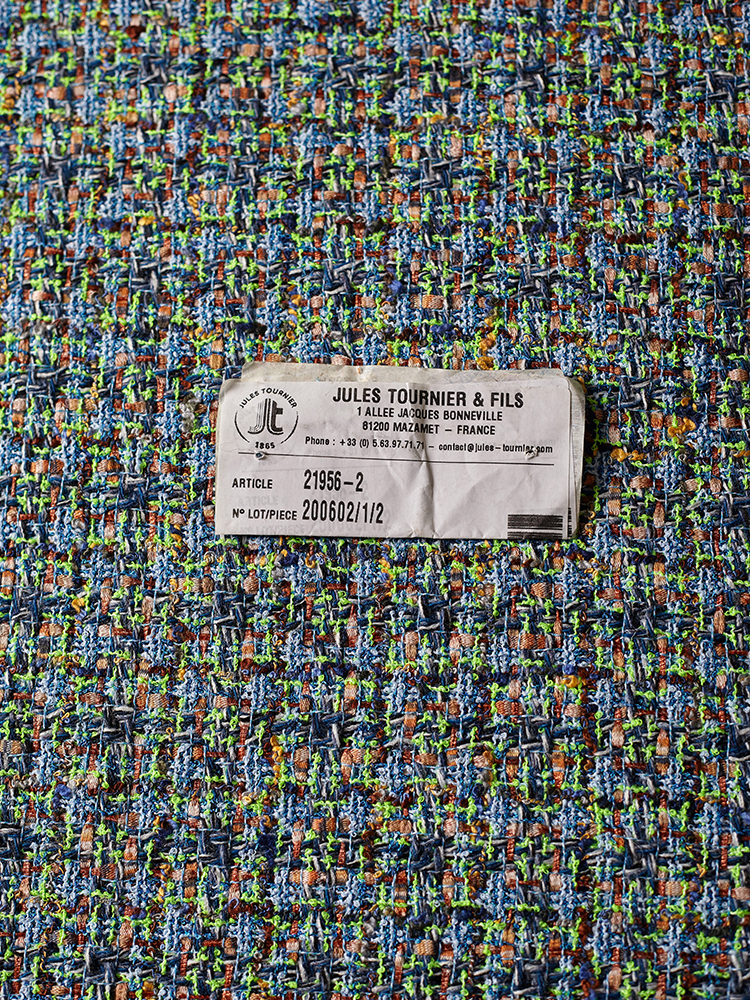 JULES TOURNIER
Jt
1865
JULES TOURNIER & FILS
1 ALLEE JACQUES BONNEVILLE
81200 MAZAMET – FRANCE
Phone : +33 (0) 5.63.97.71.71 – contact@jules-tournier.com
ARTICLE 21956-2
Nº LOT/PIECE 200602/1/2